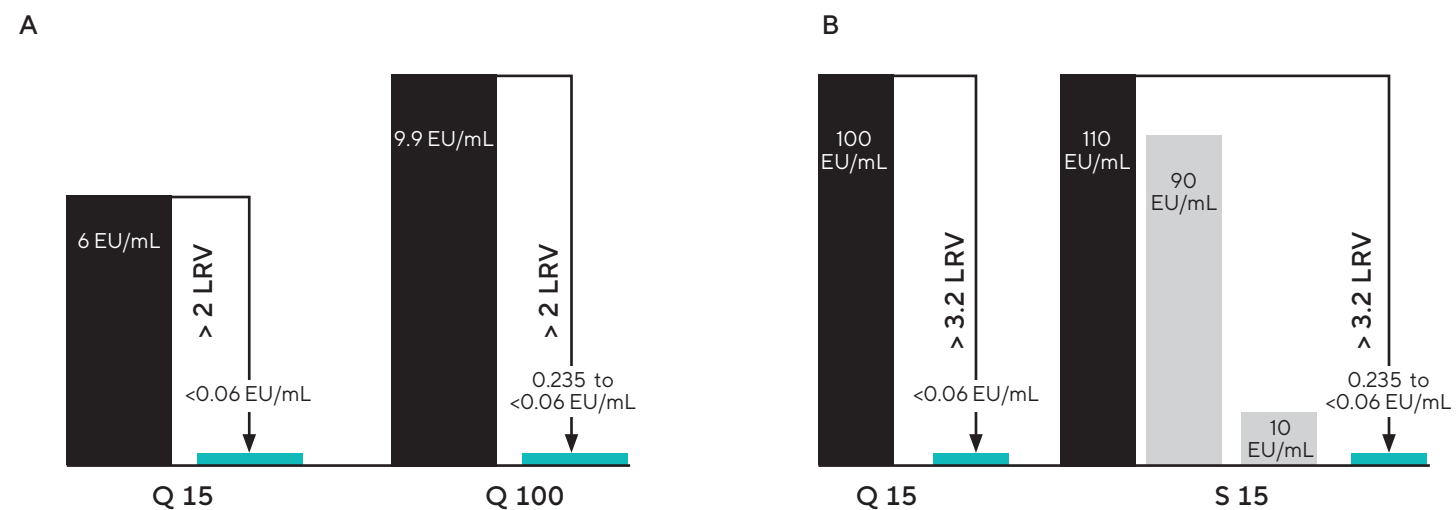 A
6 EU/mL
> 2 LRV
<0.06 EU/mL
Q 15
9.9 EU/mL
> 2 LRV
0.235 to
<0.06 EU/mL
Q 100
B
100
EU/mL
> 3.2 LRV
<0.06 EU/mL
Q 15
110
EU/mL
90
EU/mL
10
EU/mL
> 3.2 LRV
0.235 to
<0.06 EU/mL
S 15